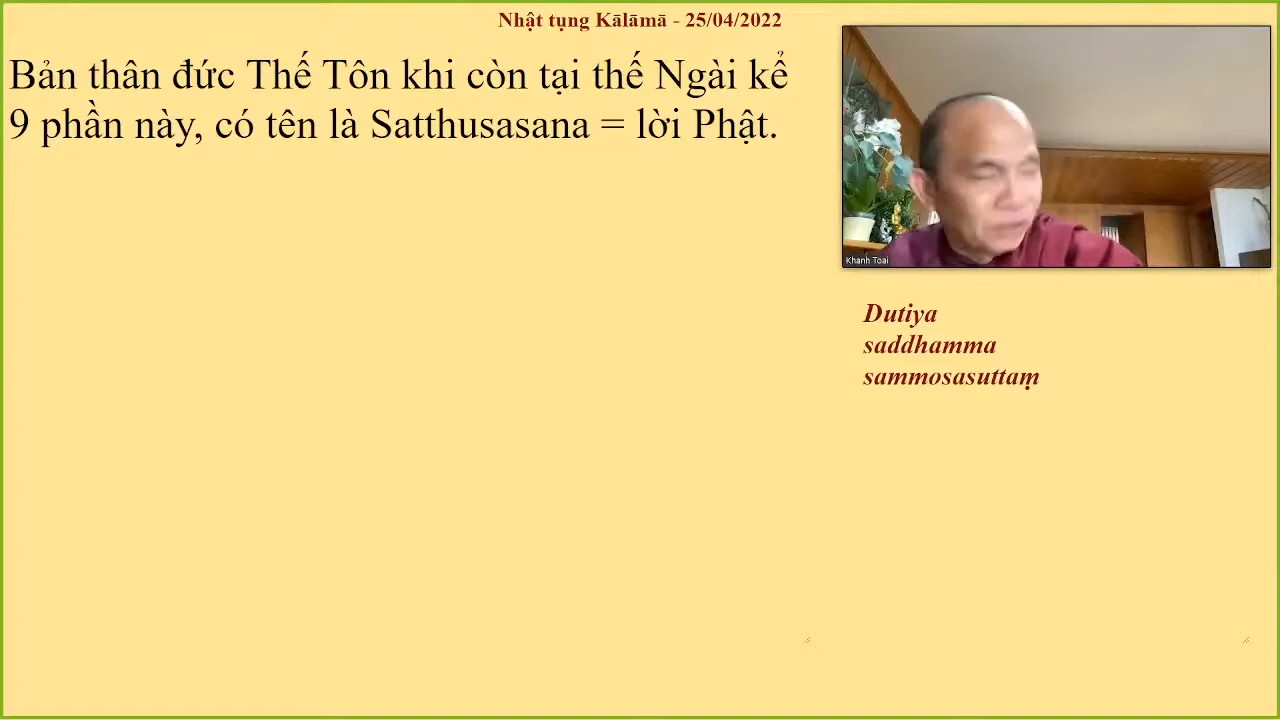 Nhật tụng Kālāmā - 25/04/2022
Bản thân đức Thế Tôn khi còn tại thế Ngài kể
9 phần này, có tên là Satthusasana = lời Phật.
Khanh Toai
Dutiya
saddhamma
sammosasuttaṃ